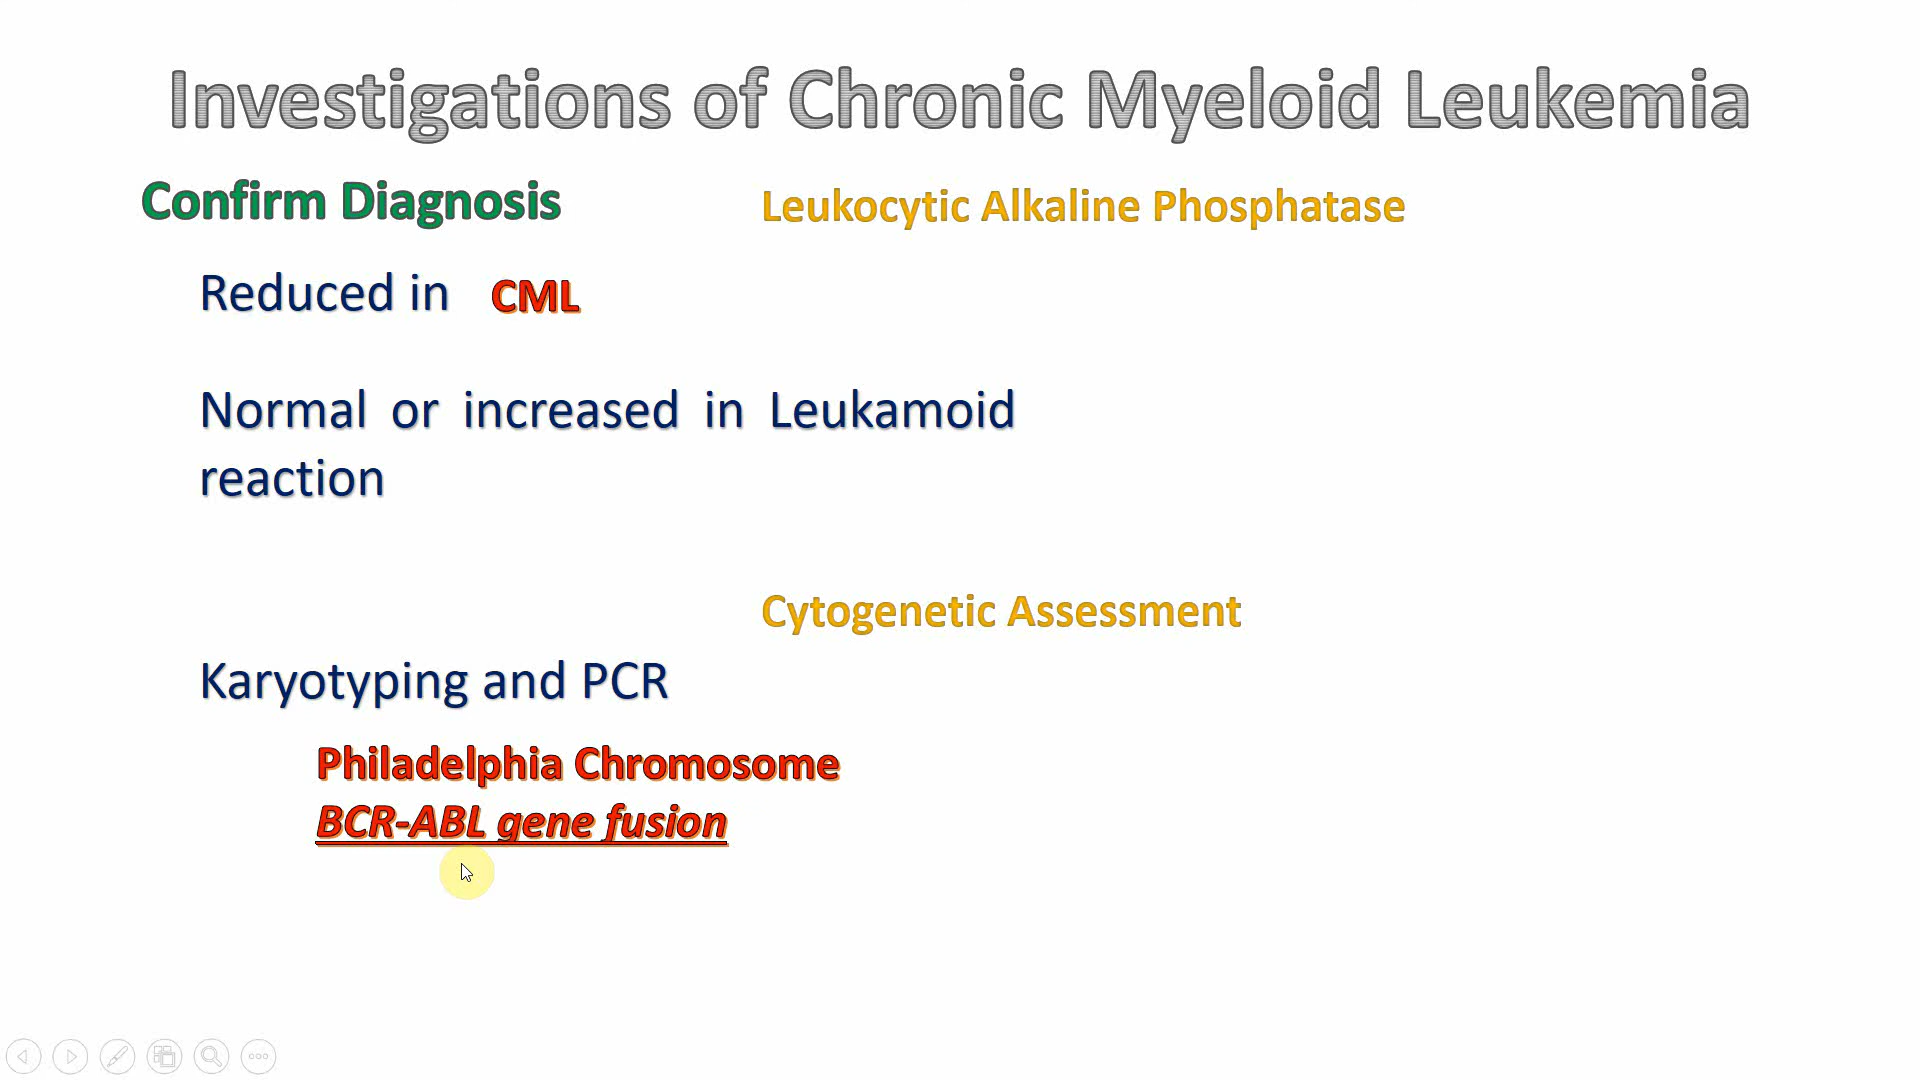 Investigations of Chronic Myeloid Leukemia
Confirm Diagnosis
Leukocytic Alkaline Phosphatase
Reduced in CML
Normal or increased in Leukamoid
reaction
Cytogenetic Assessment
Karyotyping and PCR
Philadelphia Chromosome
BCR-ABL gene fusion